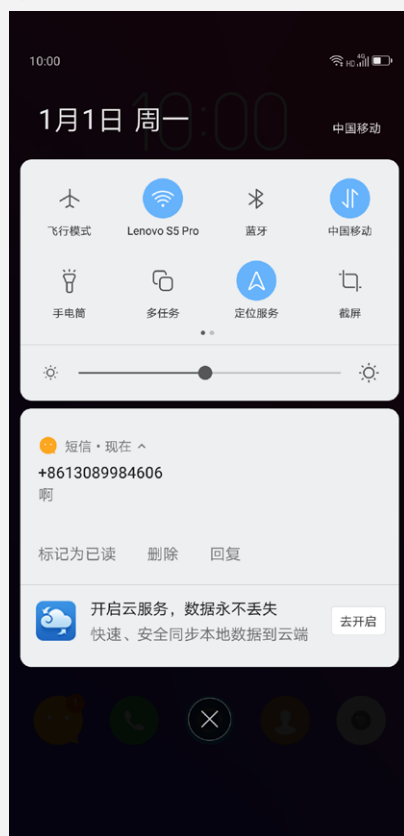 10:00
HD 4G
1月1日 周一
10:00
中国移动
飞行模式
Lenovo S5 Pro
蓝牙
中国移动
手电筒
多任务
定位服务
截屏
短信·现在
+8613089984606
啊
标记为已读 删除 回复
开启云服务，数据永不丢失
快速、安全同步本地数据到云端
去开启